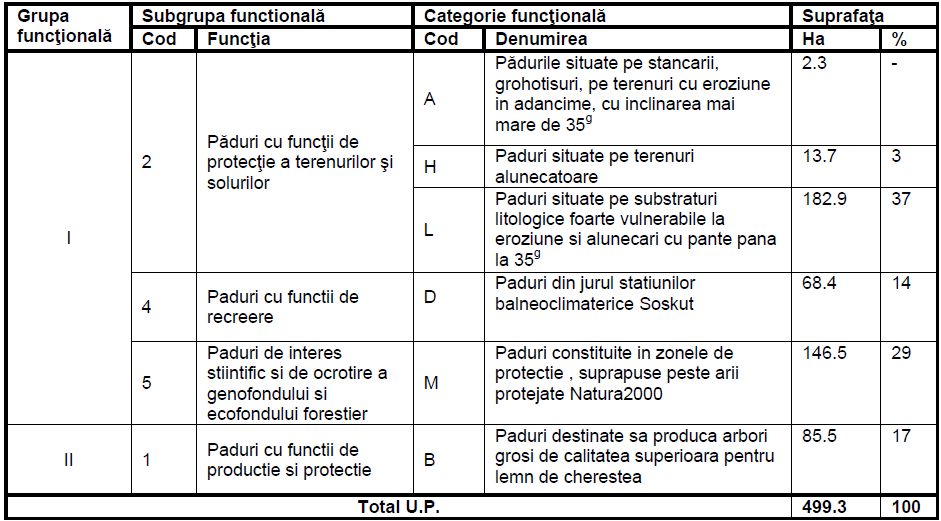 Grupa funcţională Subgrupa functională Categorie funcţională Suprafaţa
Cod Funcţia Cod Denumirea Ha %
I
2
Păduri cu funcţii de
protecţie a terenurilor şi
solurilor
A
Pădurile situate pe stancarii,
grohotisuri, pe terenuri cu eroziune
in adancime, cu inclinarea mai
mare de 35g
2.3 -
H
Paduri situate pe terenuri
alunecatoare
13.7 3
L
Paduri situate pe substraturi
litologice foarte vulnerabile la
eroziune si alunecari cu pante pana
la 35g
182.9 37
4
Paduri cu functii de
recreere
D
Paduri din jurul statiunilor
balneoclimaterice Soskut
68.4 14
5
Paduri de interes
stiintific si de ocrotire a
genofondului si
ecofondului forestier
M
Paduri constituite in zonele de
protectie , suprapuse peste arii
protejate Natura2000
146.5 29
II
1
Paduri cu functii de
productie si protectie
B
Paduri destinate sa produca arbori
grosi de calitatea superioara pentru
lemn de cherestea
85.5 17
Total U.P. 499.3 100